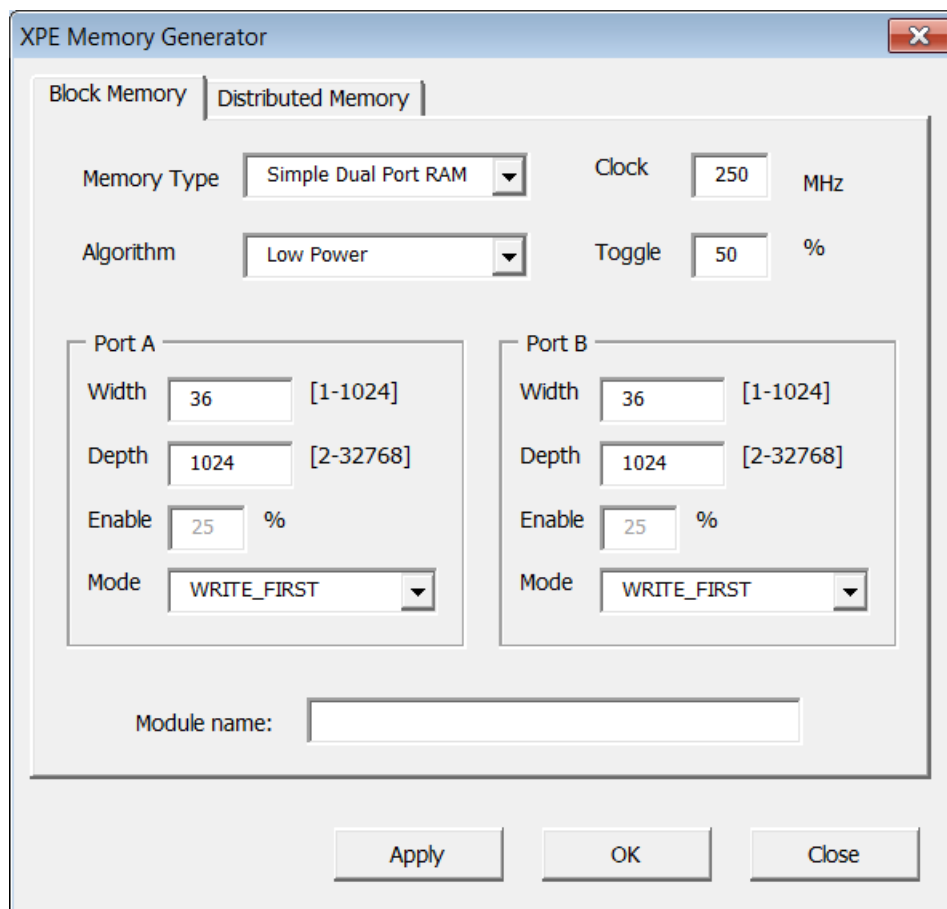 XPE Memory Generator
Block Memory Distributed Memory
Memory Type Simple Dual Port RAM Clock 250 MHz
Algorithm Low Power Toggle 50 %
Port A
Width 36 [1-1024]
Depth 1024 [2-32768]
Enable 25 %
Mode WRITE_FIRST
Port B
Width 36 [1-1024]
Depth 1024 [2-32768]
Enable 25 %
Mode WRITE_FIRST
Module name:
Apply OK Close